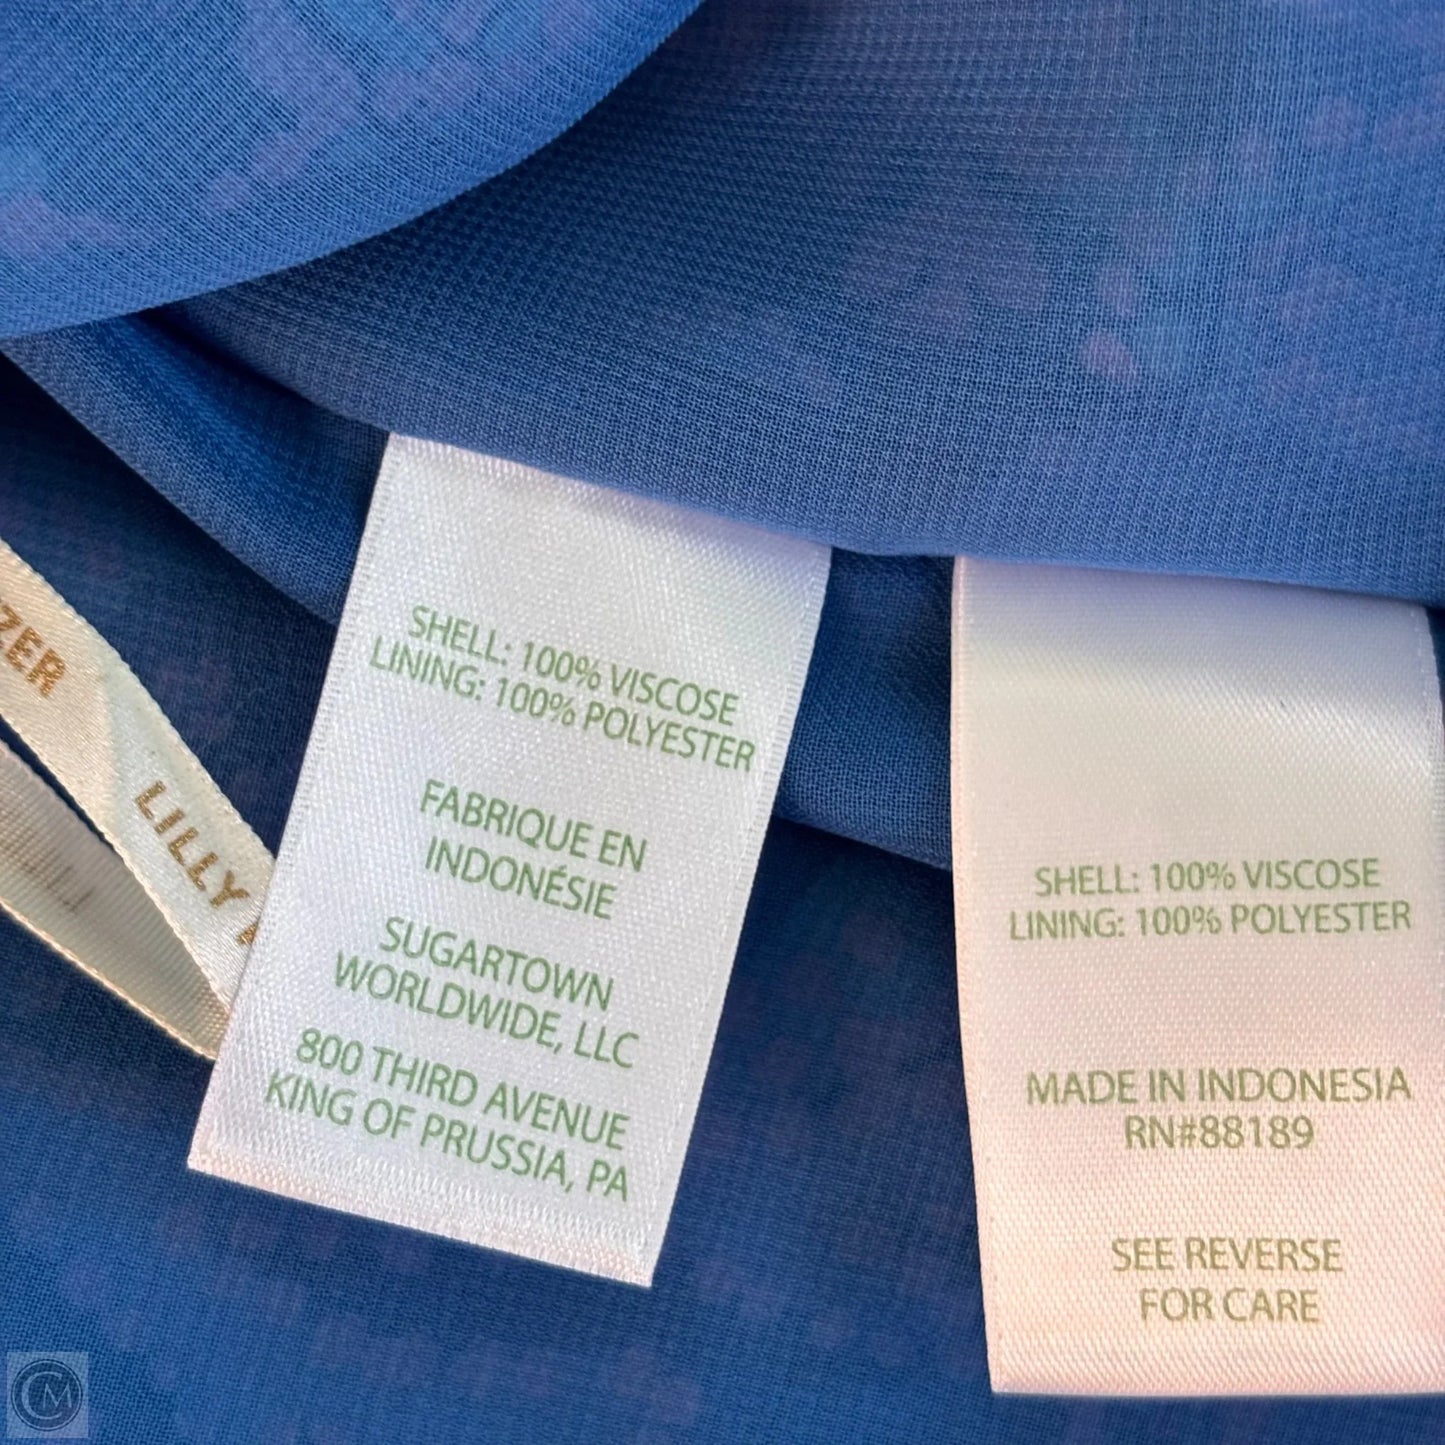 ZER
LILLY
SHELL: 100% VISCOSE
LINING: 100% POLYESTER
FABRIQUE EN
INDONÉSIE
SUGARTOWN
WORLDWIDE, LLC
800 THIRD AVENUE
KING OF PRUSSIA, PA
SHELL: 100% VISCOSE
LINING: 100% POLYESTER
MADE IN INDONESIA
RN#88189
SEE REVERSE
FOR CARE
CM